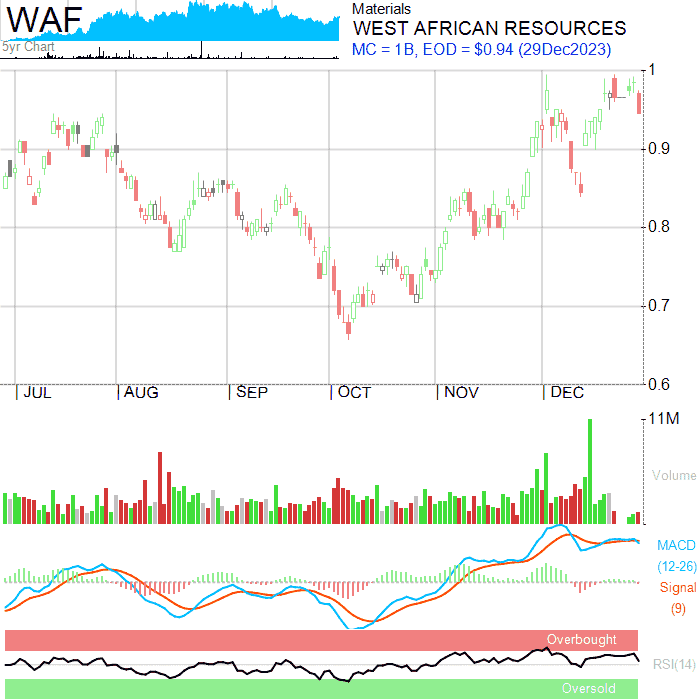 WAF
5yr Chart
Materials
WEST AFRICAN RESOURCES
MC = 1B, EOD = $0.94 (29Dec2023)
1
0.9
0.8
0.7
0.6
| JUL | AUG | SEP | OCT | NOV | DEC
11M
Volume
MACD
(12-26)
Signal
(9)
Overbought
RSI(14)
Oversold